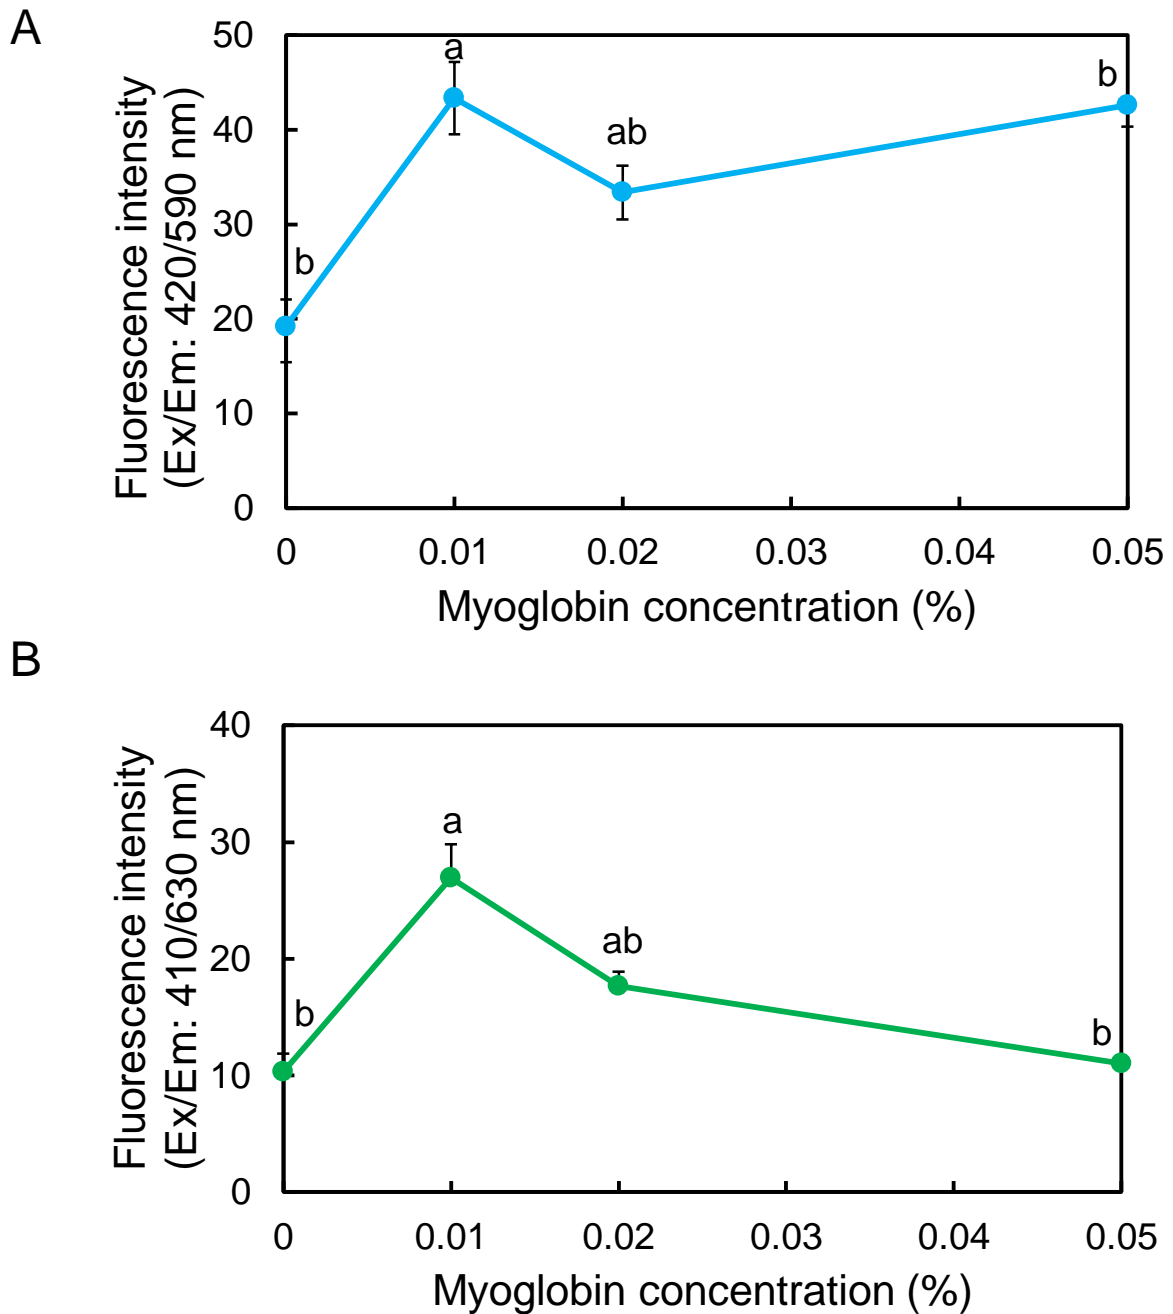 A
50
40
30
20
10
0
Fluorescence intensity
(Ex/Em: 420/590 nm)
b
a
ab
b
0 0.01 0.02 0.03 0.04 0.05
Myoglobin concentration (%)
B
40
30
20
10
0
Fluorescence intensity
(Ex/Em: 410/630 nm)
b
a
ab
b
0 0.01 0.02 0.03 0.04 0.05
Myoglobin concentration (%)